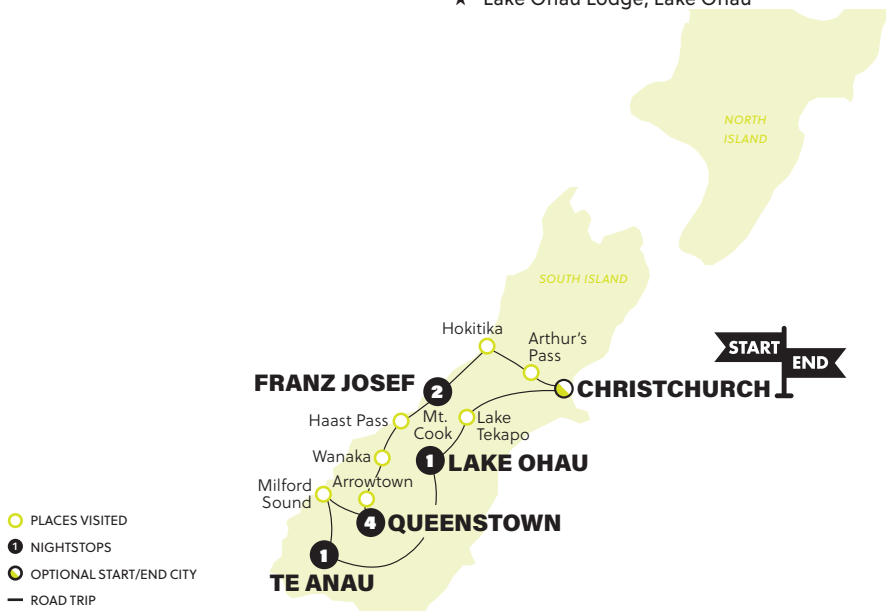 ★ Lake Ohau Lodge, Lake Ohau
NORTH
ISLAND
SOUTH ISLAND
Hokitika
Arthur's
Pass
START
END
FRANZ JOSEF
2
CHRISTCHURCH
Haast Pass
Mt.
Cook
Lake
Tekapo
Wanaka
1
LAKE OHAU
Milford
Sound
Arrowtown
4
QUEENSTOWN
1
TE ANAU
PLACES VISITED
1 NIGHTSTOPS
OPTIONAL START/END CITY
ROAD TRIP